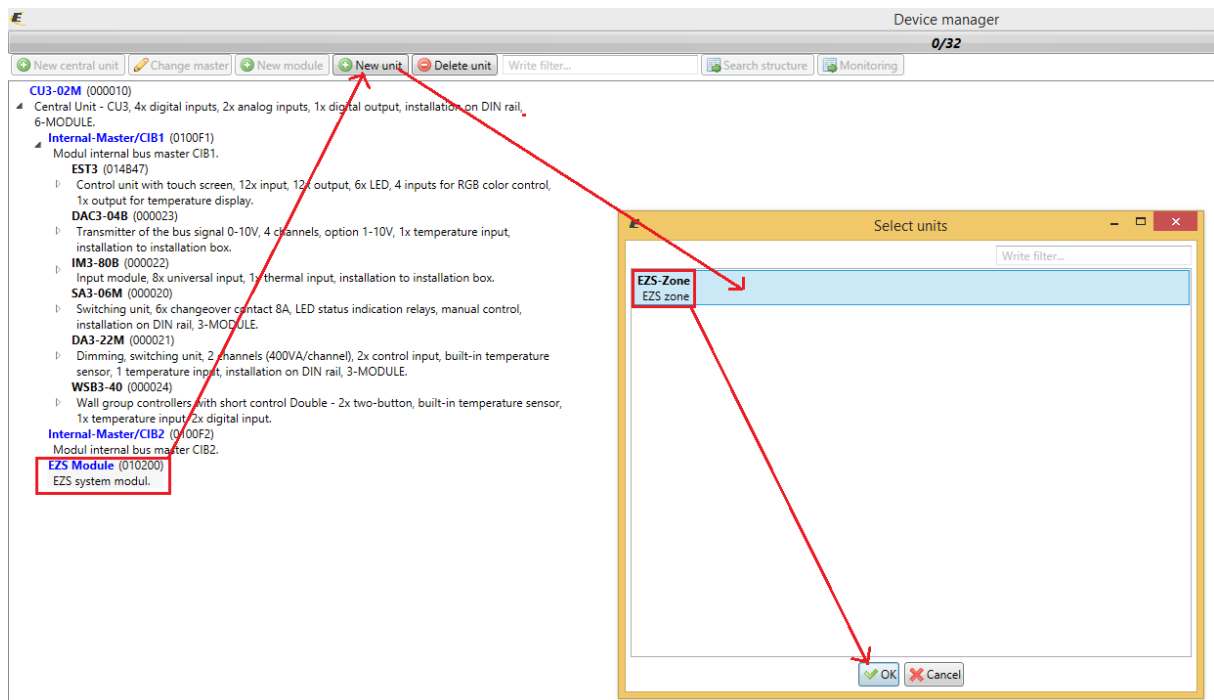 Device manager
0/32
New central unit Change master New module New unit Delete unit Write filter... Search structure Monitoring
CU3-02M (000010)
Central Unit - CU3, 4x digital inputs, 2x analog inputs, 1x digital output, installation on DIN rail,
6-MODULE.
Internal-Master/CIB1 (0100F1)
Modul internal bus master CIB1.
EST3 (014B47)
Control unit with touch screen, 12x input, 12x output, 6x LED, 4 inputs for RGB color control,
1x output for temperature display.
DAC3-04B (000023)
Transmitter of the bus signal 0-10V, 4 channels, option 1-10V, 1x temperature input,
installation to installation box.
IM3-80B (000022)
Input module, 8x universal input, 1x thermal input, installation to installation box.
SA3-06M (000020)
Switching unit, 6x changeover contact 8A, LED status indication relays, manual control,
installation on DIN rail, 3-MODULE.
DA3-22M (000021)
Dimming, switching unit, 2 channels (400VA/channel), 2x control input, built-in temperature
sensor, 1 temperature input, installation on DIN rail, 3-MODULE.
WSB3-40 (000024)
Wall group controllers with short control Double - 2x two-button, built-in temperature sensor,
1x temperature input, 2x digital input.
Internal-Master/CIB2 (0100F2)
Modul internal bus master CIB2.
EZS Module (010200)
EZS system modul.
Select units
Write filter...
EZS-Zone
EZS zone
OK Cancel